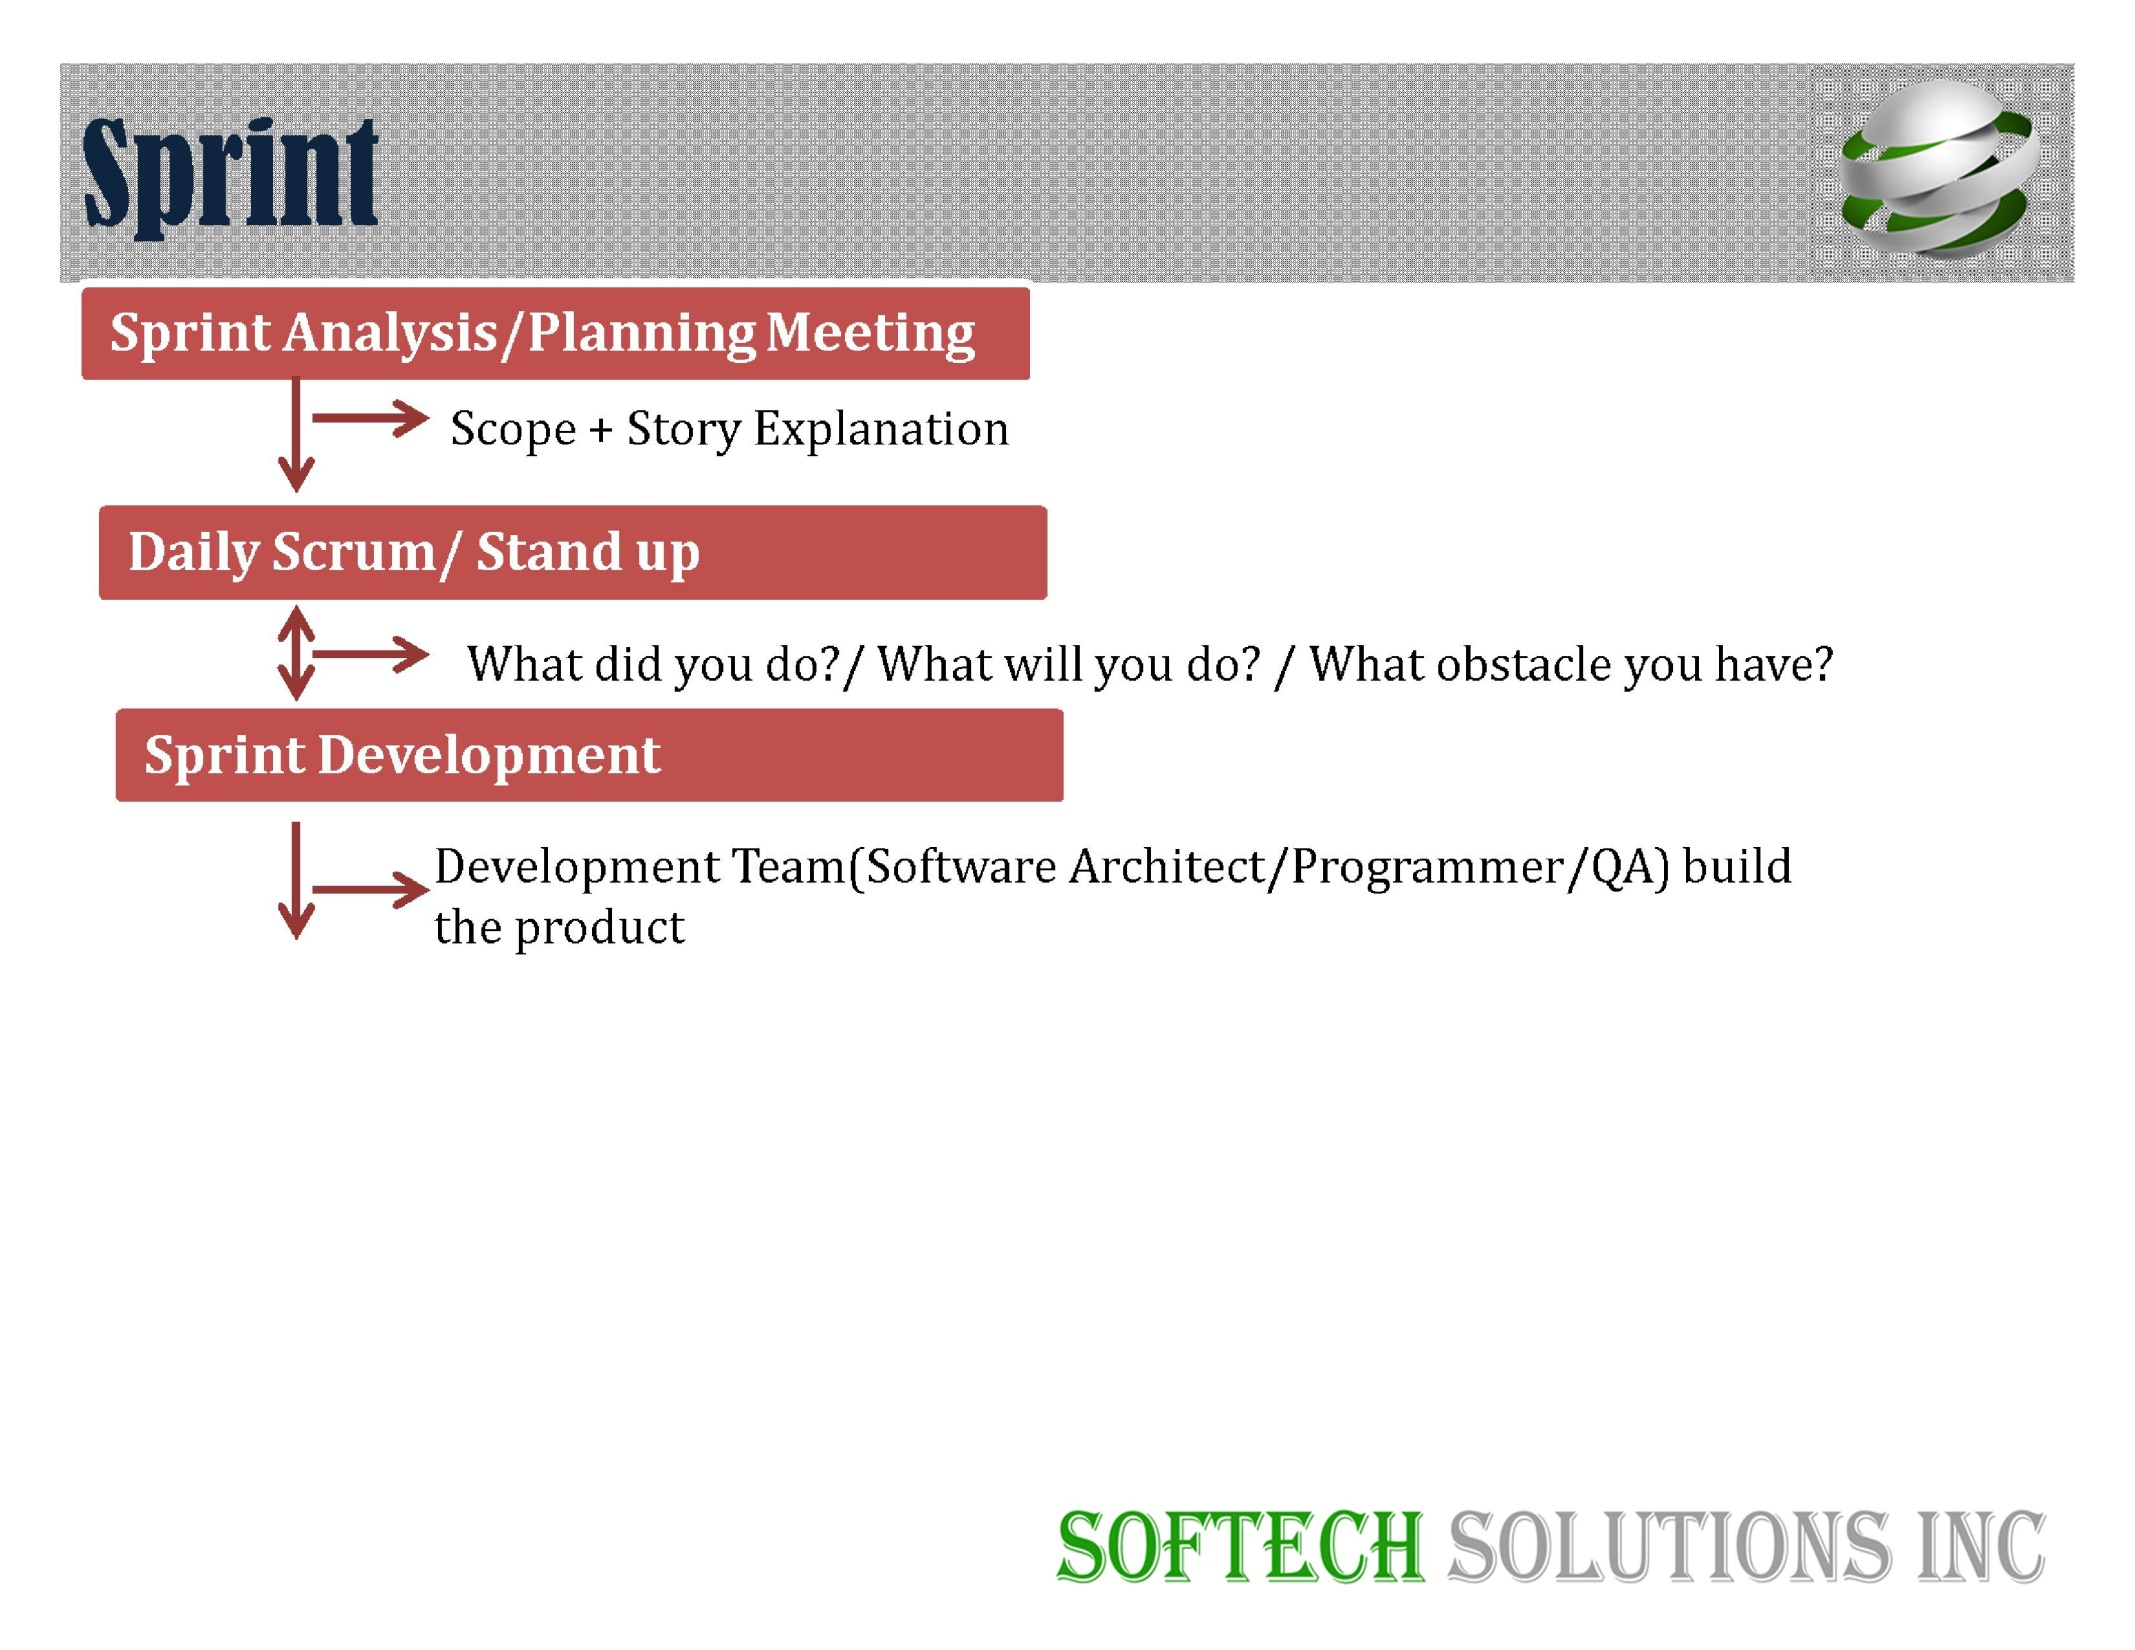 Sprint
Sprint Analysis/Planning Meeting
Scope + Story Explanation
Daily Scrum/ Stand up
What did you do?/ What will you do? / What obstacle you have?
Sprint Development
Development Team(Software Architect/Programmer/QA) build
the product
SOFTECH SOLUTIONS INC